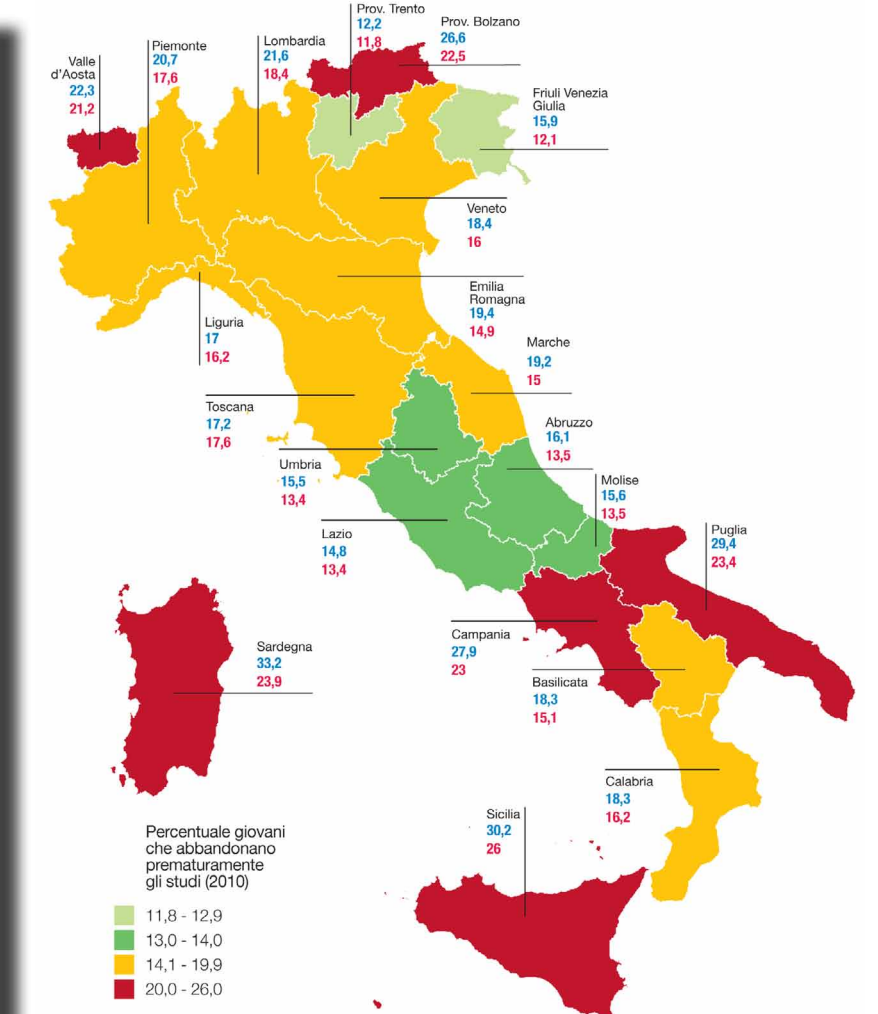 Prov. Trento
12,2
11,8
Prov. Bolzano
26,6
22,5
Lombardia
21,6
18,4
Piemonte
20,7
17,6
Valle
d'Aosta
22,3
21,2
Friuli Venezia
Giulia
15,9
12,1
Veneto
18,4
16
Emilia
Romagna
19,4
14,9
Liguria
17
16,2
Marche
19,2
15
Toscana
17,2
17,6
Abruzzo
16,1
13,5
Umbria
15,5
13,4
Molise
15,6
13,5
Lazio
14,8
13,4
Puglia
29,4
23,4
Campania
27,9
23
Sardegna
33,2
23,9
Basilicata
18,3
15,1
Calabria
18,3
16,2
Sicilia
30,2
26
Percentuale giovani
che abbandonano
prematuramente
gli studi (2010)
11,8 - 12,9
13,0 - 14,0
14,1 - 19,9
20,0 - 26,0